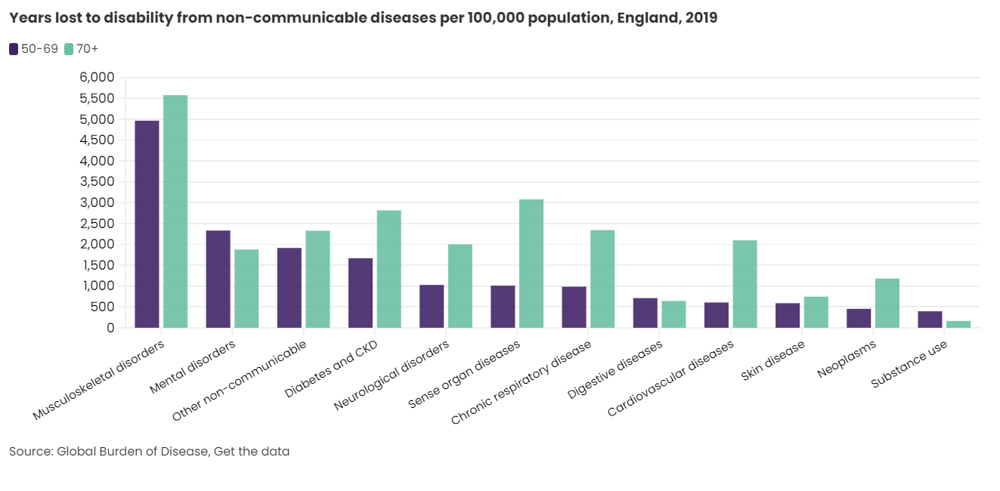 Years lost to disability from non-communicable diseases per 100,000 population, England, 2019
50-69 70+
6,000
5,500
5,000
4,500
4,000
3,500
3,000
2,500
2,000
1,500
1,000
500
0
Musculoskeletal disorders
Mental disorders
Other non-communicable
Diabetes and CKD
Neurological disorders
Sense organ diseases
Chronic respiratory disease
Digestive diseases
Cardiovascular diseases
Skin disease
Neoplasms
Substance use
Source: Global Burden of Disease, Get the data